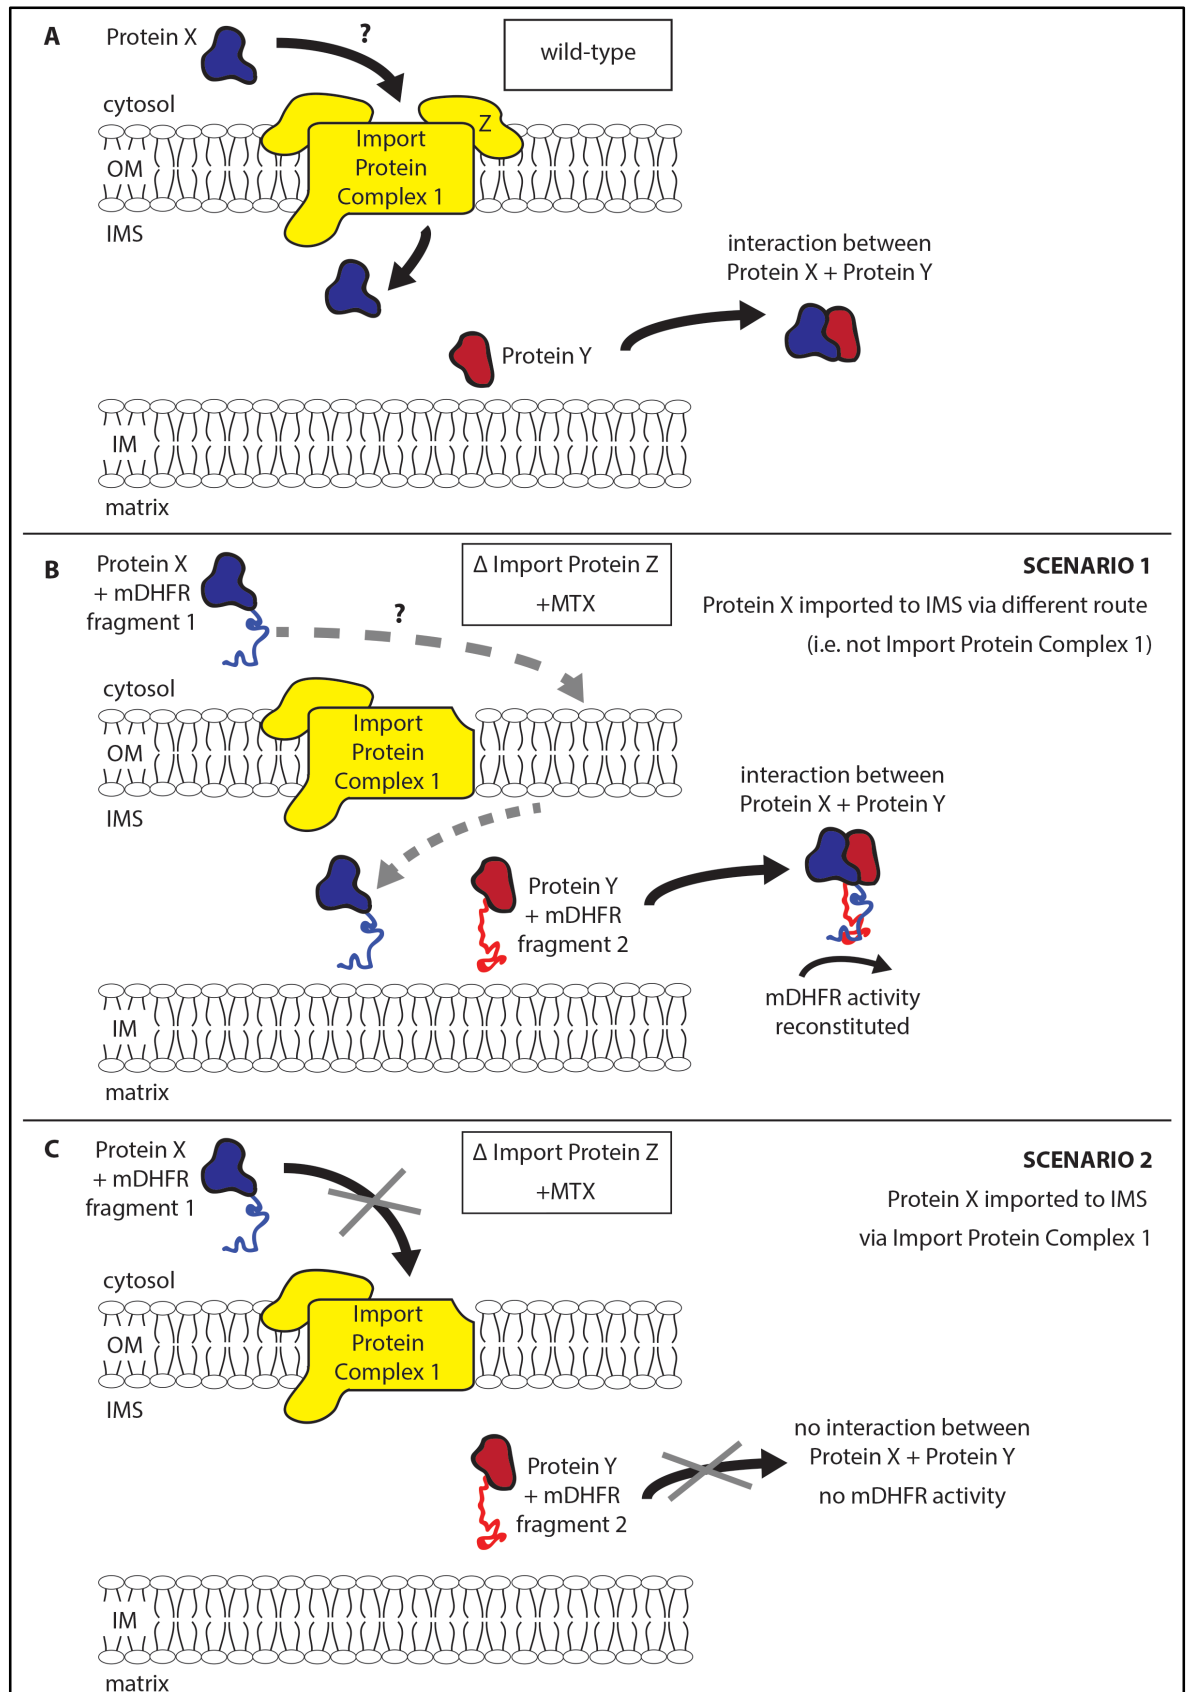 A
Protein X
?
wild-type
cytosol
Z
Import
Protein
Complex 1
OM
IMS
interaction between
Protein X + Protein Y
Protein Y
IM
matrix
B
Protein X
+ mDHFR
fragment 1
?
Δ Import Protein Z
+MTX
SCENARIO 1
Protein X imported to IMS via different route
(i.e. not Import Protein Complex 1)
cytosol
Import
Protein
Complex 1
OM
IMS
interaction between
Protein X + Protein Y
Protein Y
+ mDHFR
fragment 2
mDHFR activity
reconstituted
IM
matrix
C
Protein X
+ mDHFR
fragment 1
Δ Import Protein Z
+MTX
SCENARIO 2
Protein X imported to IMS
via Import Protein Complex 1
cytosol
Import
Protein
Complex 1
OM
IMS
Protein Y
+ mDHFR
fragment 2
no interaction between
Protein X + Protein Y
no mDHFR activity
IM
matrix